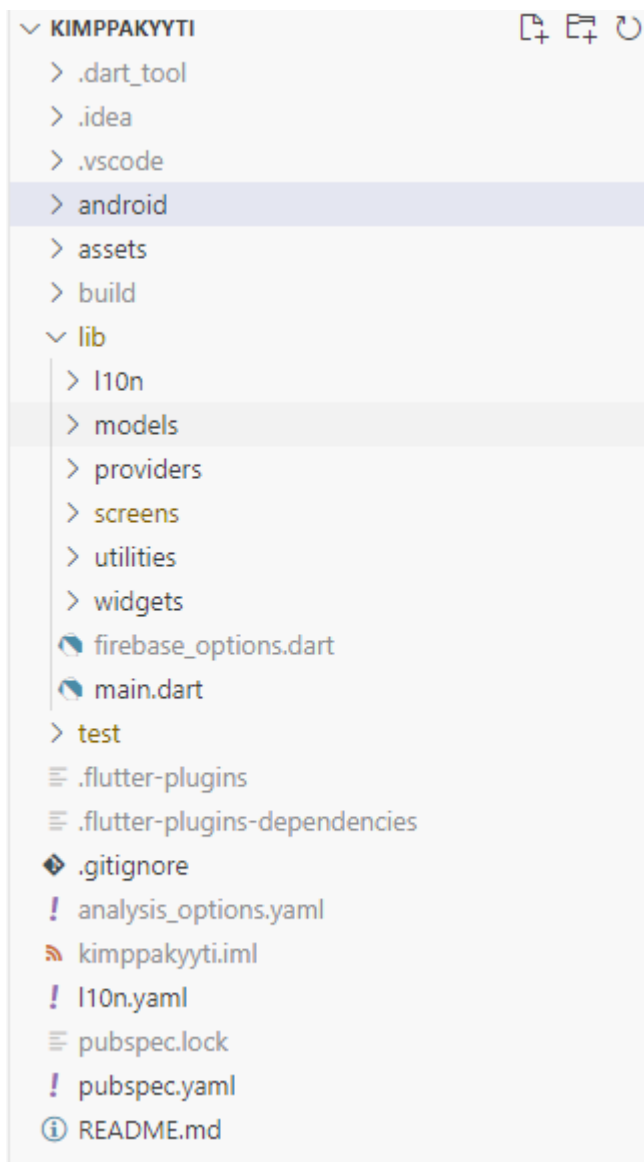 KIMPPAKYYTI
.dart_tool
.idea
.vscode
android
assets
build
lib
l10n
models
providers
screens
utilities
widgets
firebase_options.dart
main.dart
test
.flutter-plugins
.flutter-plugins-dependencies
.gitignore
analysis_options.yaml
kimppakyyti.iml
l10n.yaml
pubspec.lock
pubspec.yaml
README.md